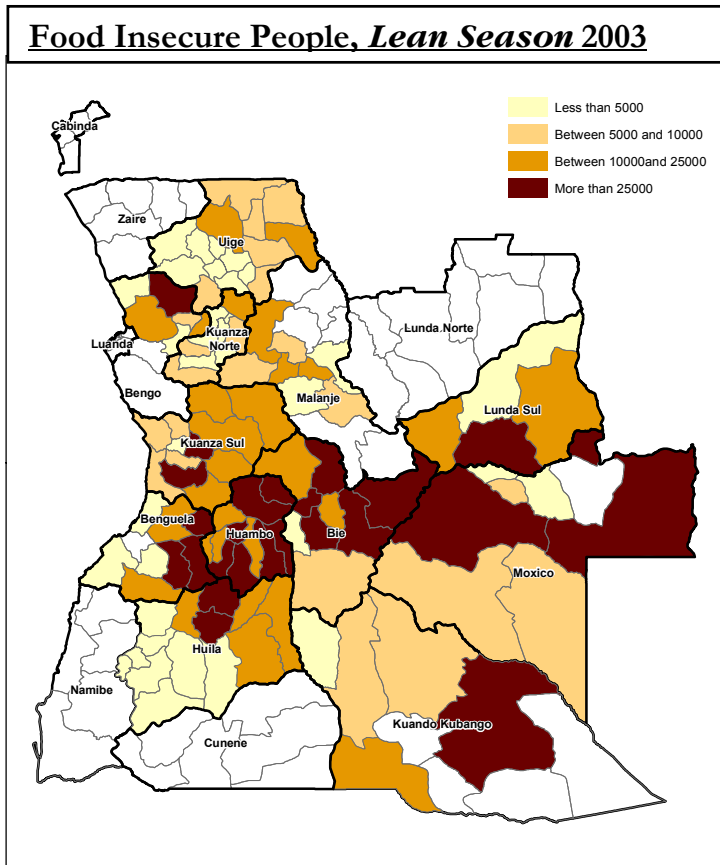 Food Insecure People, Lean Season 2003
Less than 5000
Between 5000 and 10000
Between 10000and 25000
More than 25000
Cabinda
Zaire
Uige
Luanda
Kuanza
Norte
Lunda Norte
Bengo
Malanje
Lunda Sul
Kuanza Sul
Benguela
Huambo
Bie
Moxico
Huila
Namibe
Kuando Kubango
Cunene